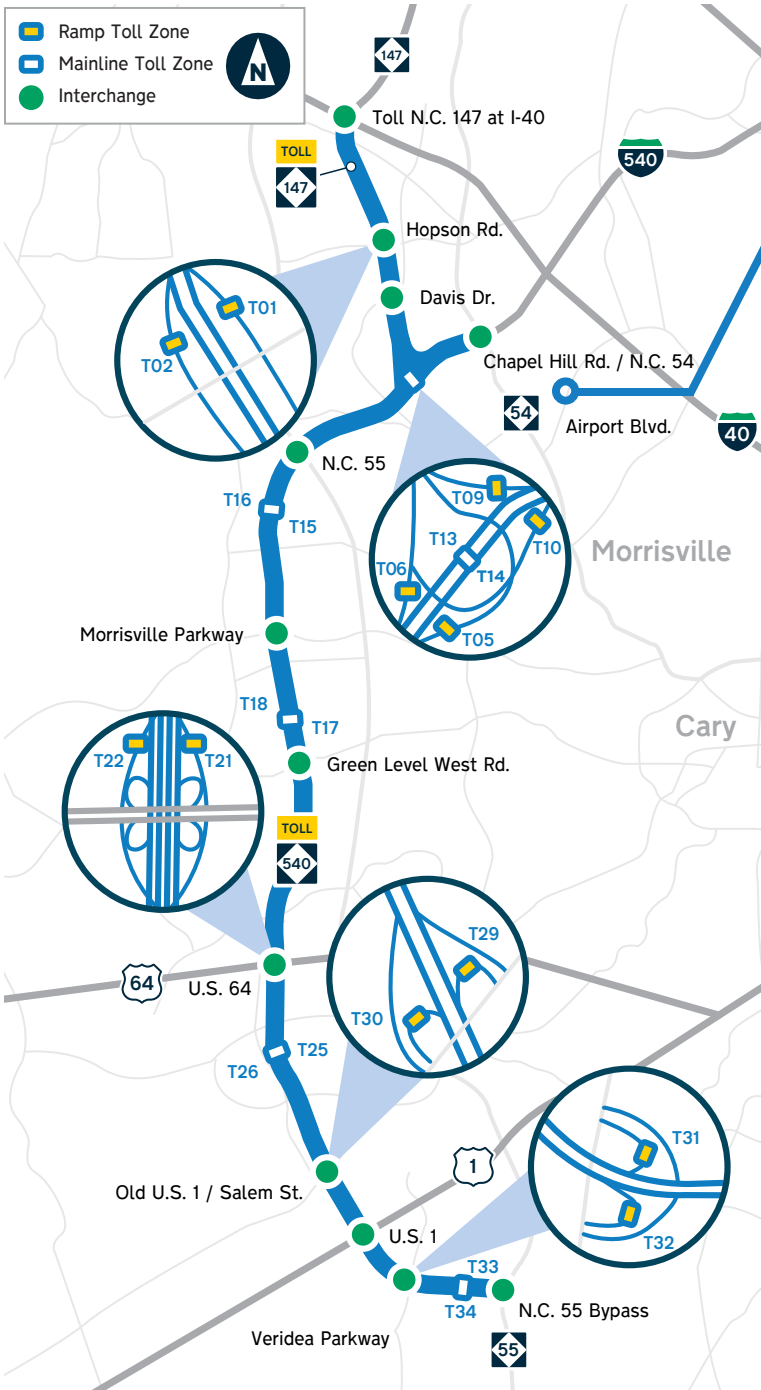 Ramp Toll Zone
Mainline Toll Zone
Interchange
N
147
Toll N.C. 147 at I-40
TOLL
147
540
Hopson Rd.
T01
T02
Davis Dr.
Chapel Hill Rd. / N.C. 54
54
Airport Blvd.
40
N.C. 55
T16
T15
T09
T10
T13
T14
T06
T05
Morrisville
Morrisville Parkway
T18
T17
Cary
T22
T21
Green Level West Rd.
TOLL
540
64
U.S. 64
T29
T30
T25
T26
Old U.S. 1 / Salem St.
1
T31
T32
U.S. 1
T33
T34
N.C. 55 Bypass
Veridea Parkway
55